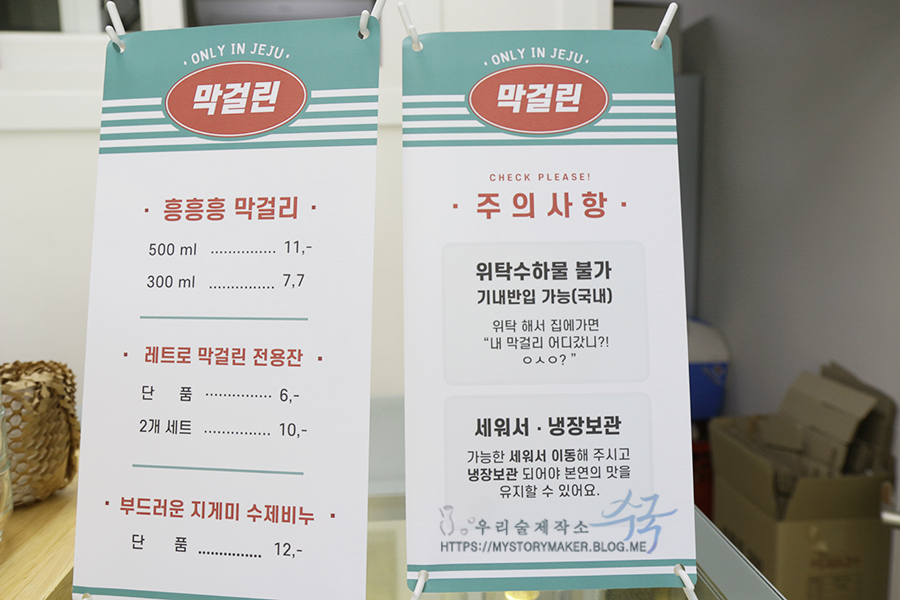 · ONLY IN JEJU ·
막걸린
· 흥흥흥 막걸리 ·
500 ml ............... 11,-
300 ml ............... 7,7
· 레트로 막걸린 전용잔 ·
단 품 ............... 6,-
2개 세트 ............... 10,-
· 부드러운 지게미 수제비누 ·
단 품 ............... 12,-
· ONLY IN JEJU ·
막걸린
CHECK PLEASE!
· 주의사항 ·
위탁수하물 불가
기내반입 가능(국내)
위탁 해서 집에가면
“내 막걸리 어디갔니?!
ㅇㅅㅇ? ”
세워서 · 냉장보관
가능한 세워서 이동해 주시고
냉장보관 되어야 본연의 맛을
유지할 수 있어요.
우리술제작소 수국
HTTPS://MYSTORYMAKER.BLOG.ME